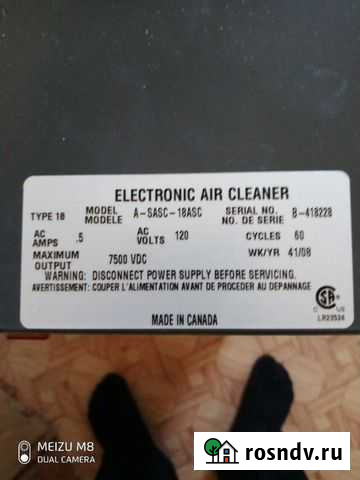 ELECTRONIC AIR CLEANER
TYPE 18 MODEL MODELE A-SASC-18ASC SERIAL NO. NO. DE SERIE B-418228
AC AMPS .5 AC VOLTS 120 CYCLES 60
MAXIMUM OUTPUT 7500 VDC WK/YR 41/08
WARNING: DISCONNECT POWER SUPPLY BEFORE SERVICING.
AVERTISSEMENT: COUPER L'ALIMENTATION AVANT DE PROCEDER AU DEPANNAGE
MADE IN CANADA
C US
LR23534
MEIZU M8
DUAL CAMERA
rosndv.ru